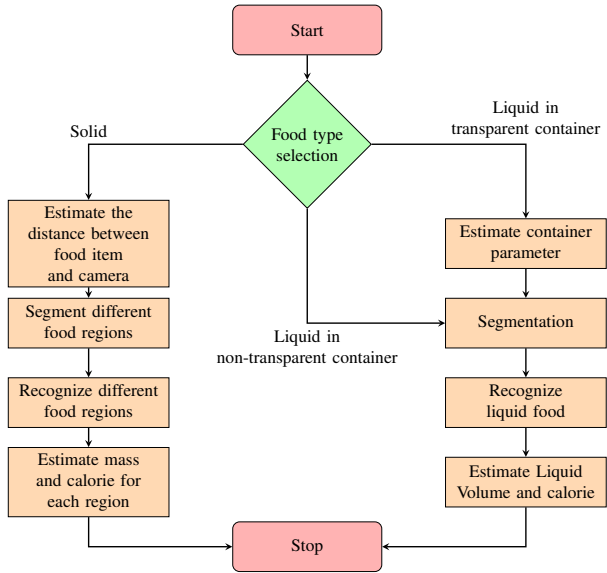 Start
Food type
selection
Solid
Liquid in
transparent container
Estimate the
distance between
food item
and camera
Segment different
food regions
Recognize different
food regions
Estimate mass
and calorie for
each region
Liquid in
non-transparent container
Estimate container
parameter
Segmentation
Recognize
liquid food
Estimate Liquid
Volume and calorie
Stop